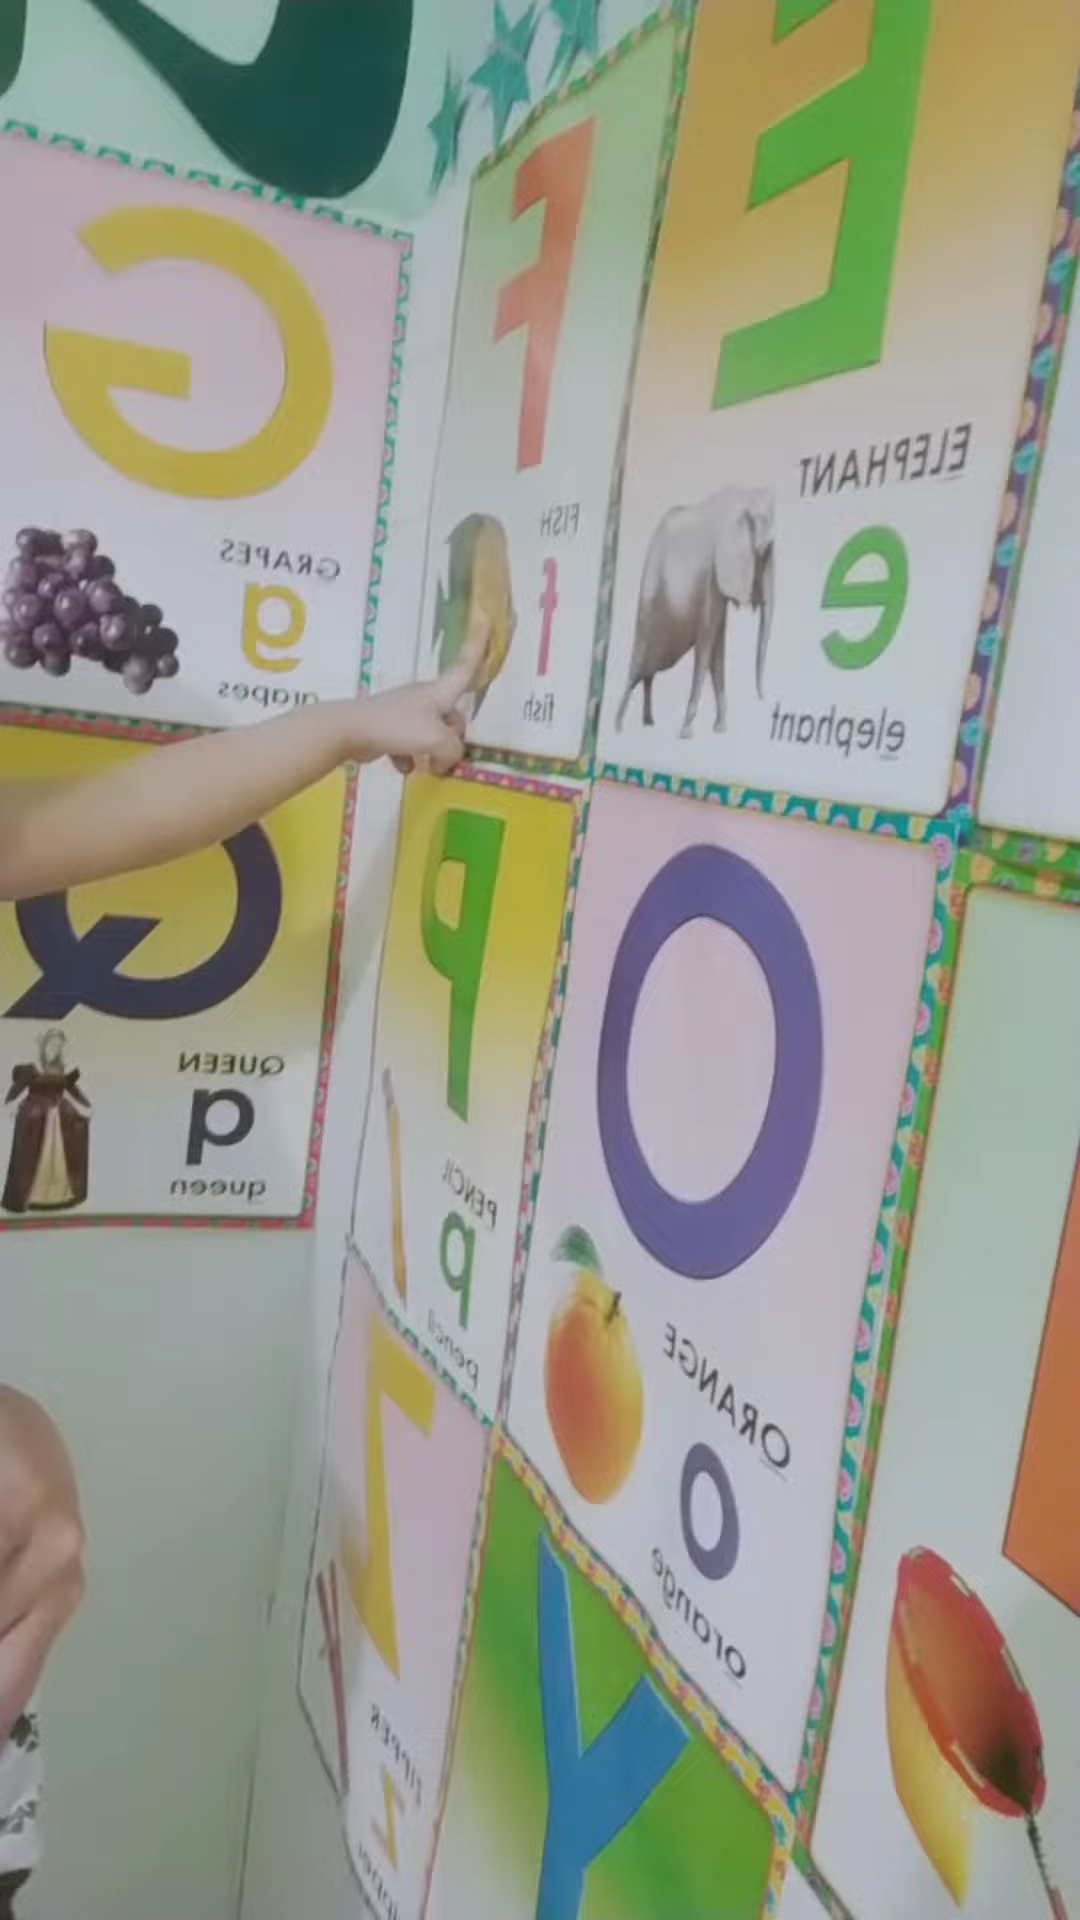 E
ELEPHANT
e
elephant
F
FISH
f
fish
G
GRAPES
g
grapes
O
ORANGE
o
orange
P
PENCIL
p
pencil
Q
QUEEN
q
queen
Y
Z
ZIPPER
z